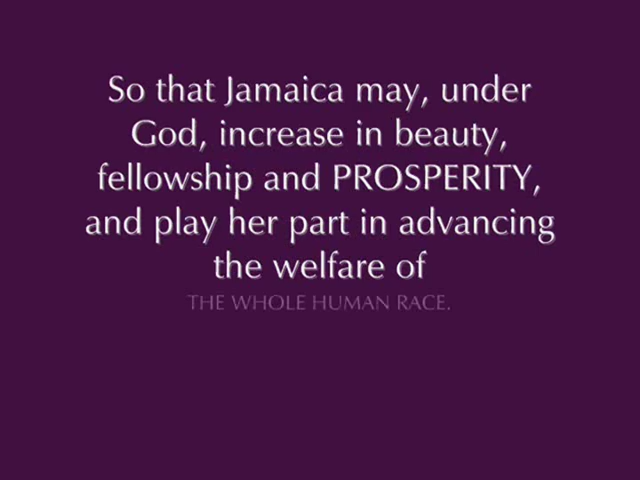 So that Jamaica may, under
God, increase in beauty,
fellowship and PROSPERITY,
and play her part in advancing
the welfare of
THE WHOLE HUMAN RACE.